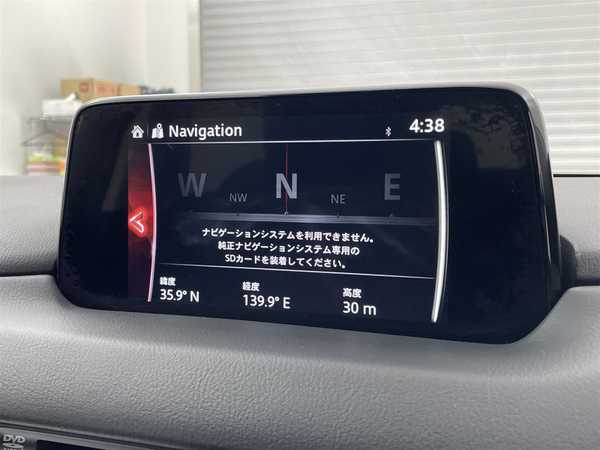 Navigation
4:38
W NW N NE E
ナビゲーションシステムを利用できません。
純正ナビゲーションシステム専用の
SDカードを装着してください。
緯度 経度 高度
35.9° N 139.9° E 30 m
DVD